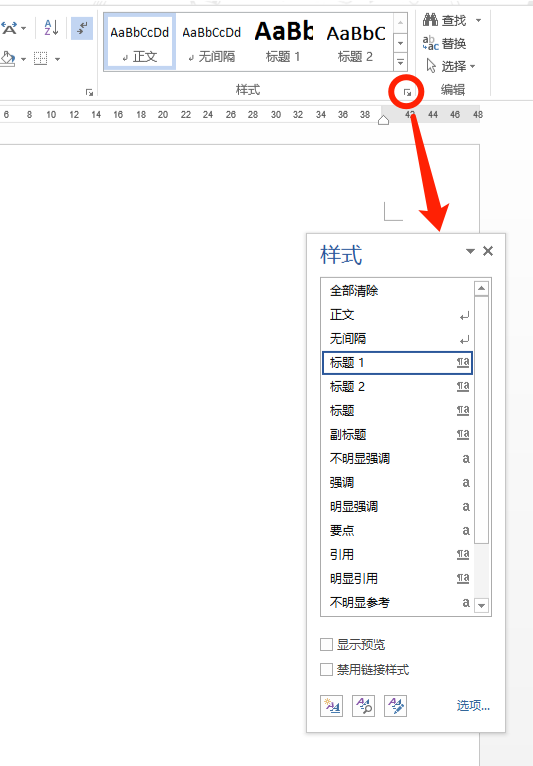 AaBbCcDd AaBbCcDd AaBb AaBbC
↲ 正文 ↲ 无间隔 标题 1 标题 2
查找
替换
选择
样式
编辑
6 8 10 12 14 16 18 20 22 24 26 28 30 32 34 36 38 42 44 46 48
样式
全部清除
正文
无间隔
标题 1
标题 2
标题
副标题
不明显强调 a
强调 a
明显强调 a
要点 a
引用
明显引用
不明显参考 a
显示预览
禁用链接样式
选项...